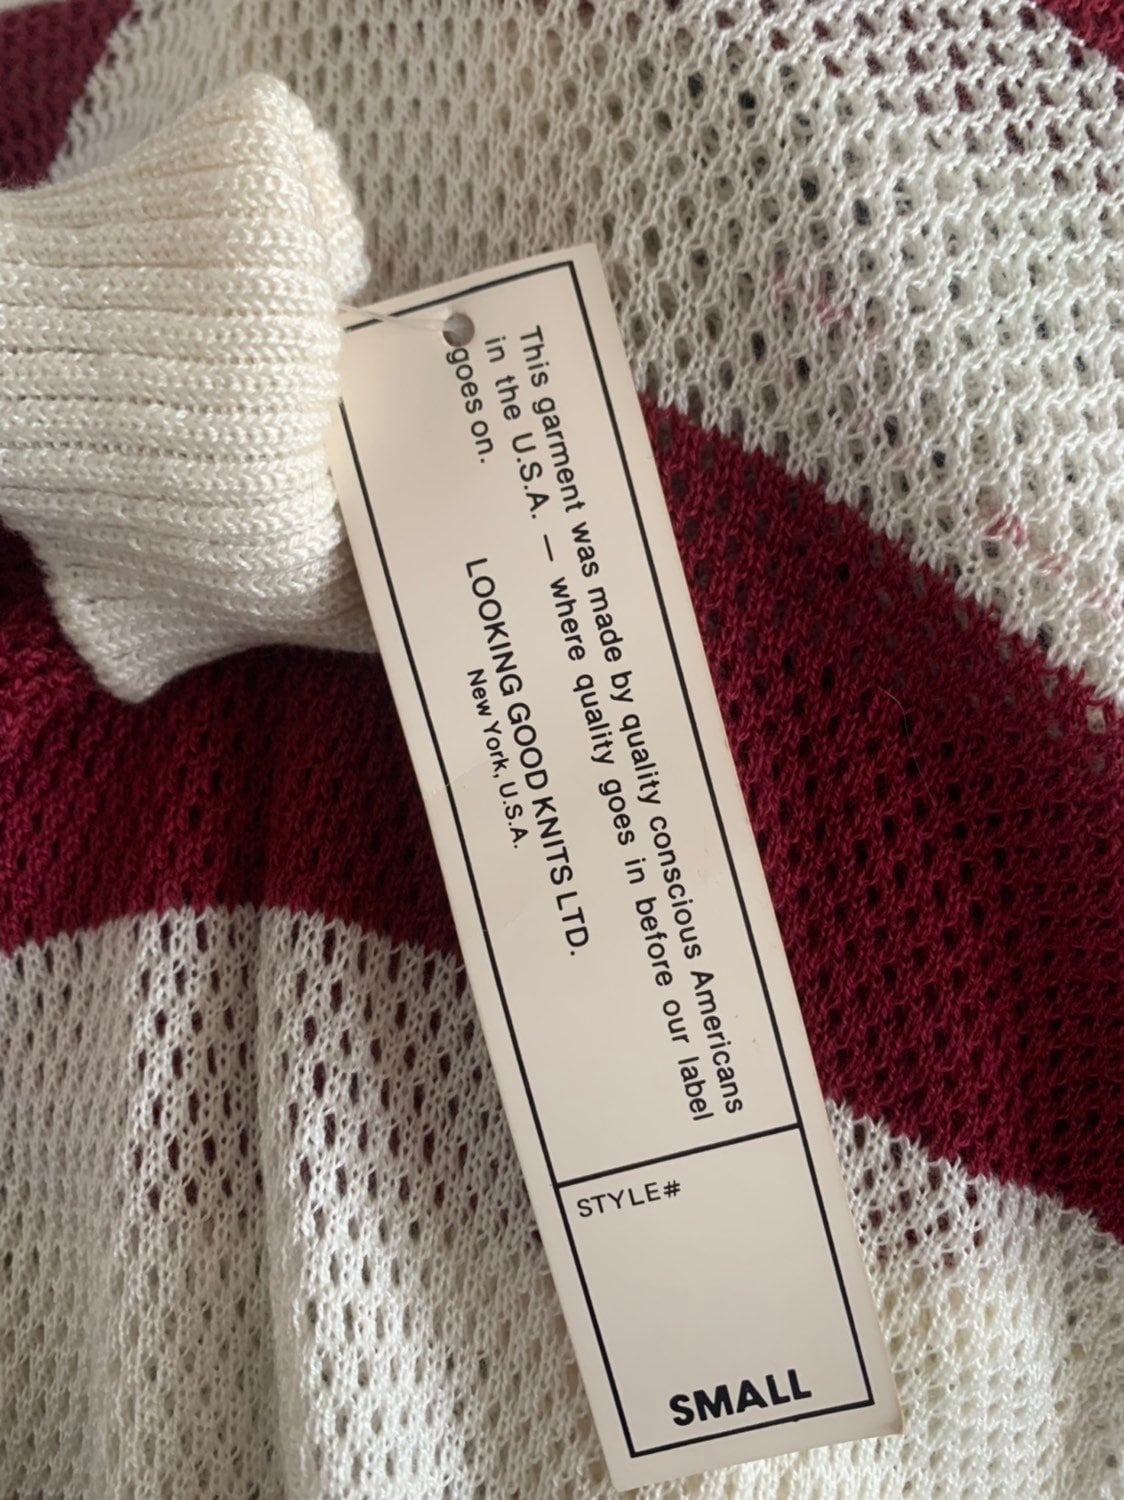 This garment was made by quality conscious Americans
in the U.S.A. — where quality goes in before our label
goes on.
LOOKING GOOD KNITS LTD.
New York, U.S.A.
STYLE#
SMALL